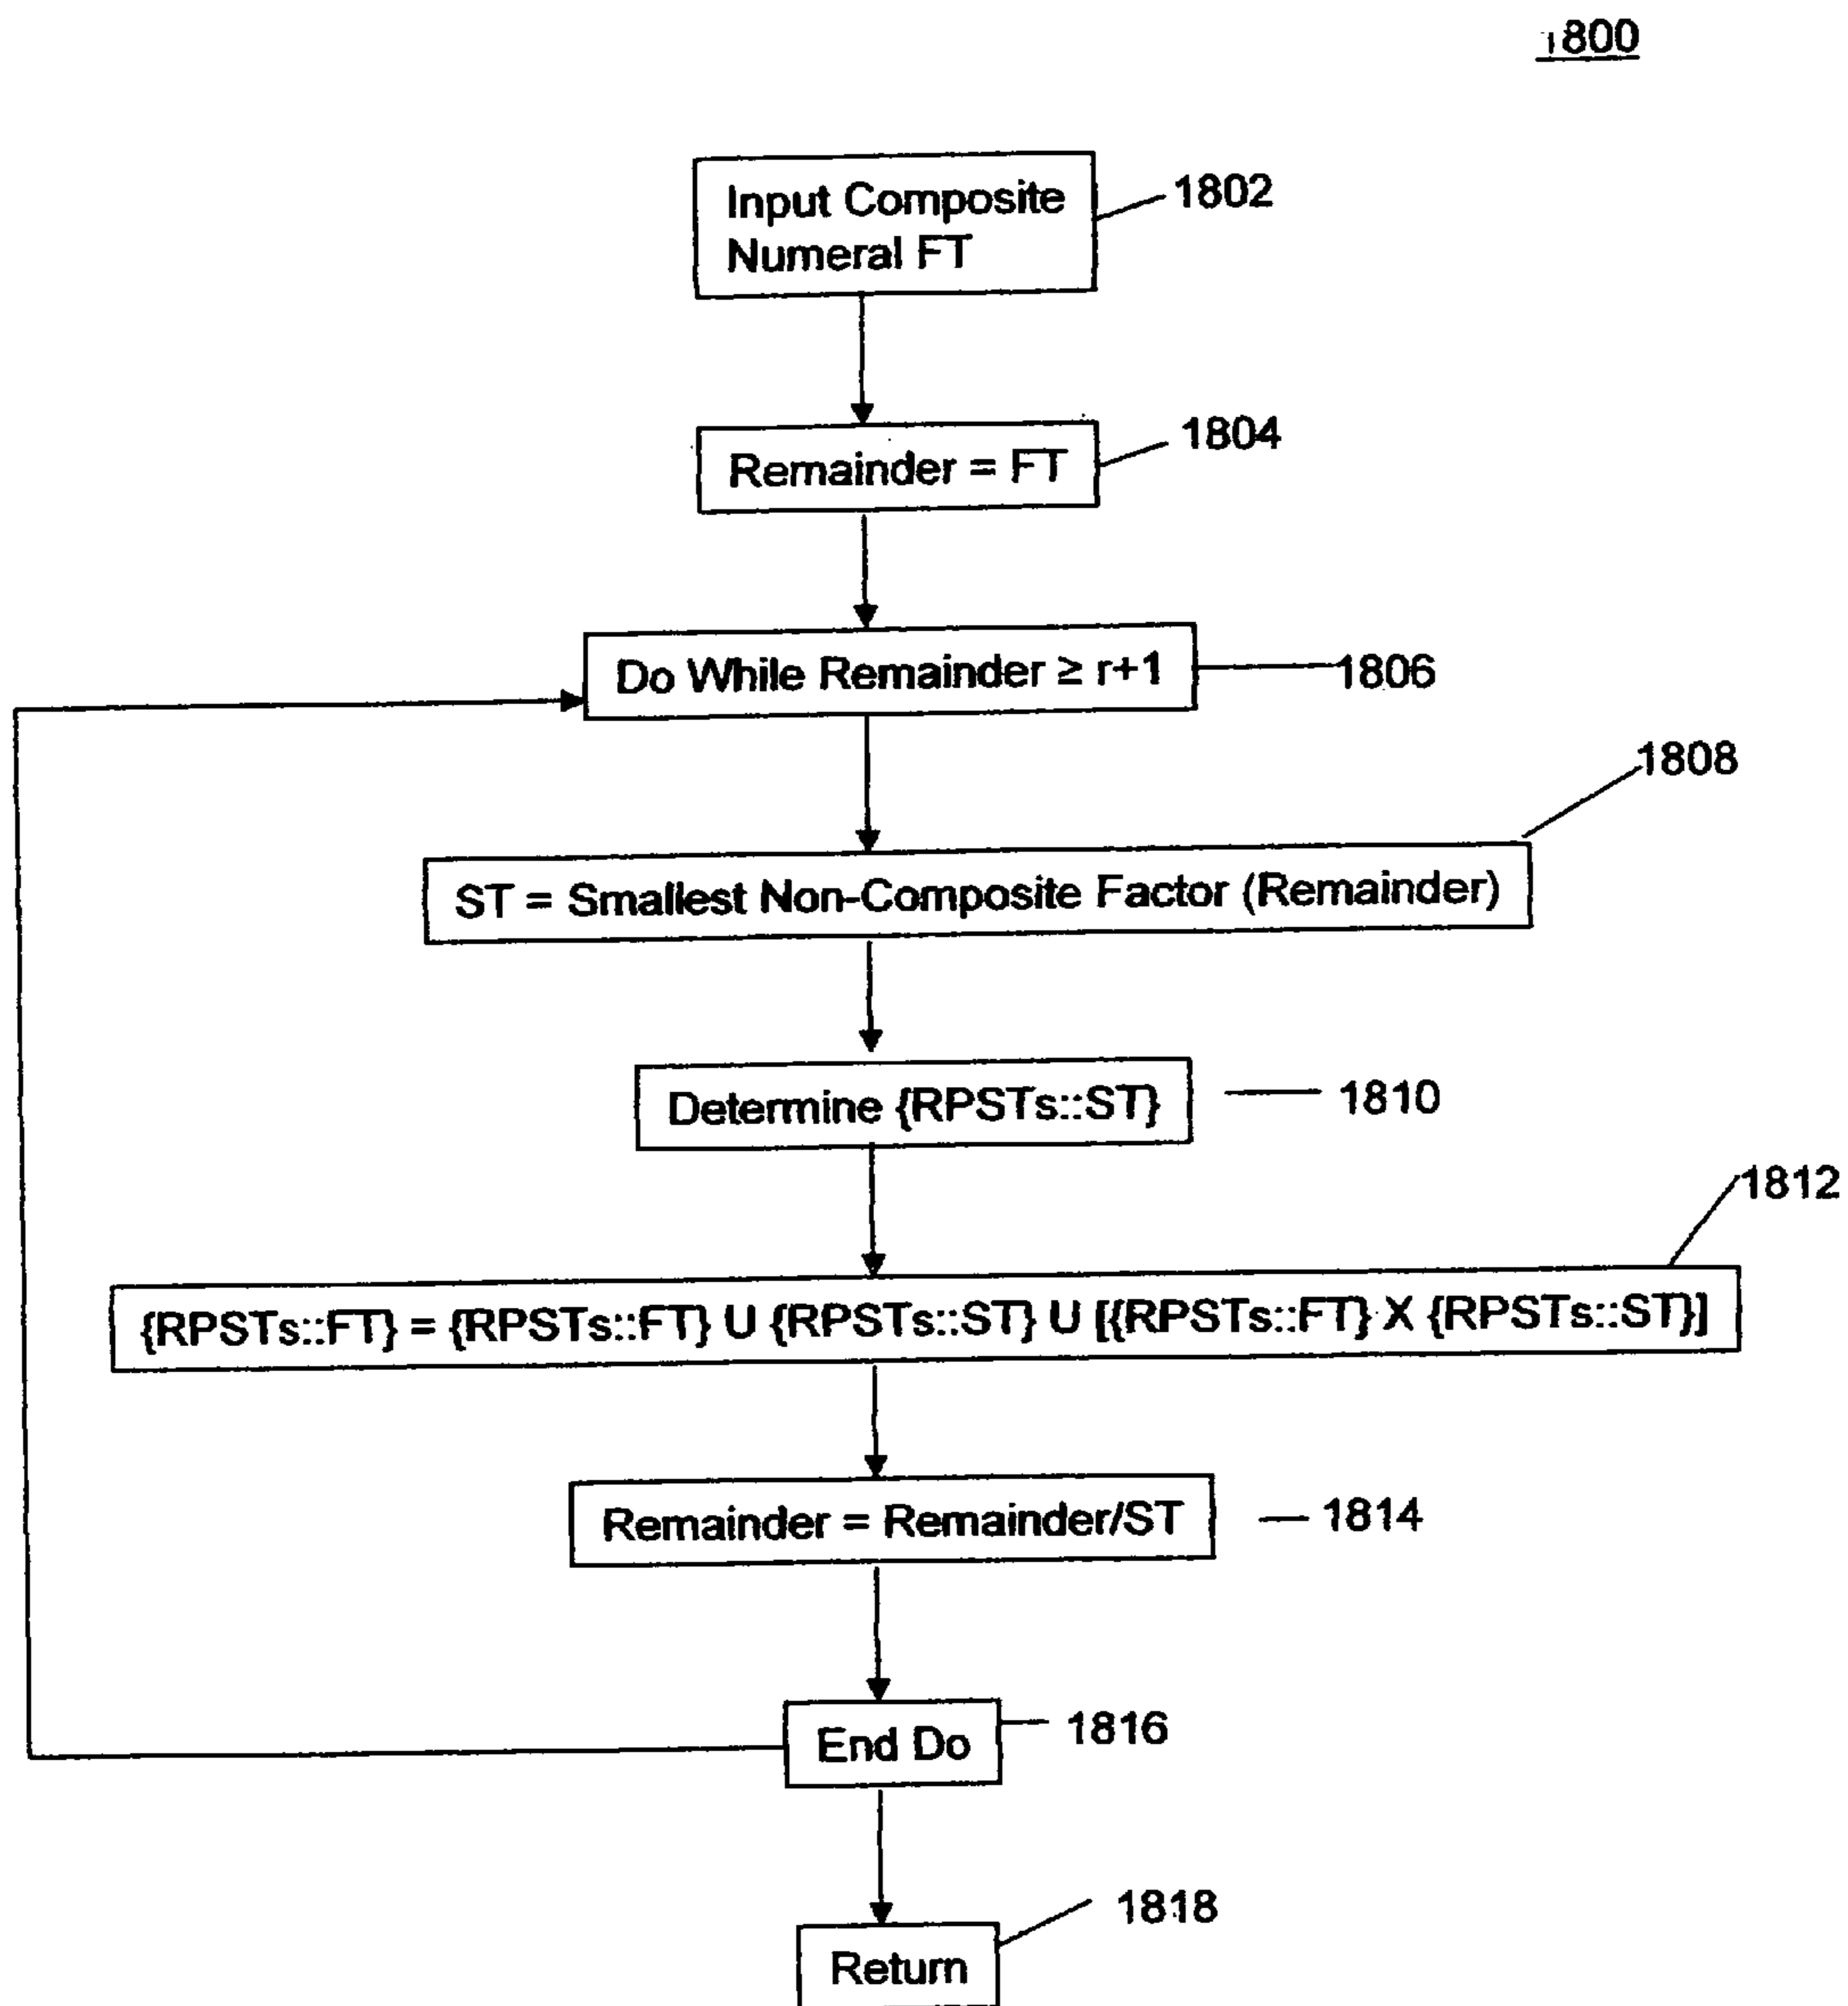 1800
Input Composite
Numeral FT
1802
Remainder = FT
1804
Do While Remainder ≥ r+1
1806
1808
ST = Smallest Non-Composite Factor (Remainder)
Determine {RPSTs::ST}
1810
1812
{RPSTs::FT} = {RPSTs::FT} U {RPSTs::ST} U [{RPSTs::FT} X {RPSTs::ST}]
Remainder = Remainder/ST
1814
End Do
1816
1818
Return